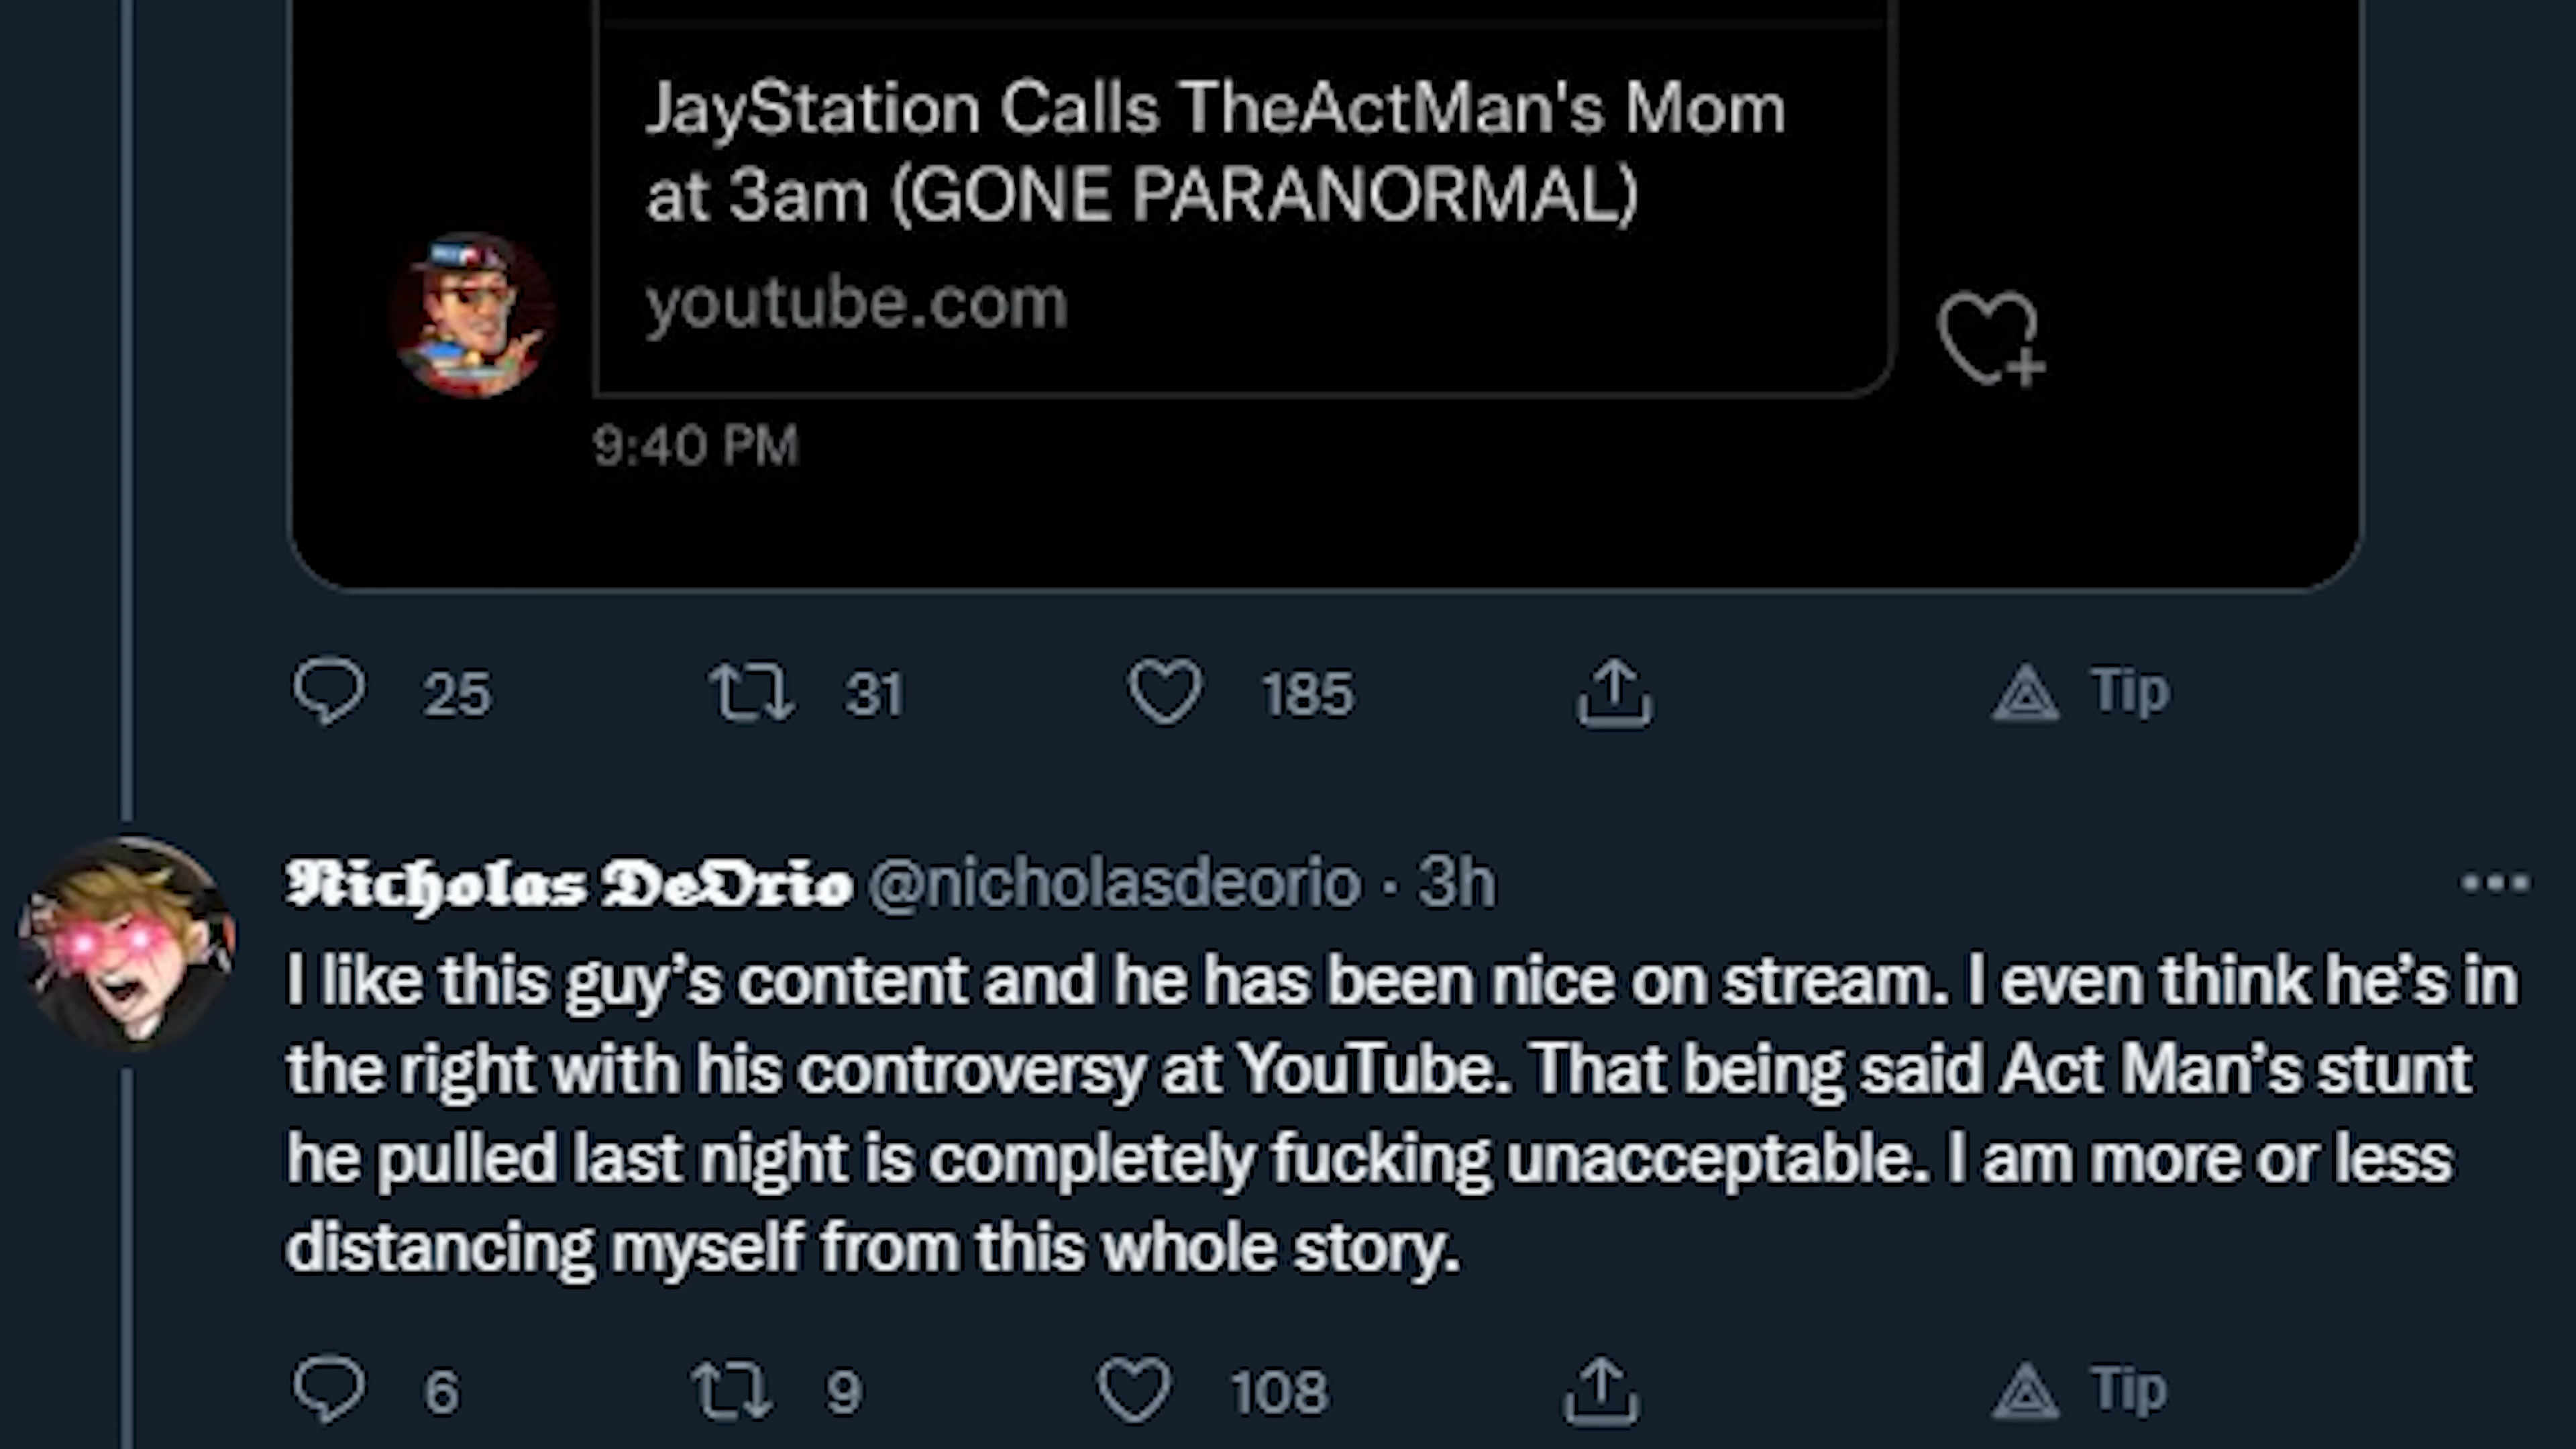 JayStation Calls TheActMan's Mom
at 3am (GONE PARANORMAL)
youtube.com
9:40 PM
25 31 185 Tip
𝕹𝖎𝖈𝖍𝖔𝖑𝖆𝖘 𝕯𝖊𝕺𝖗𝖎𝖔 @nicholasdeorio · 3h
I like this guy’s content and he has been nice on stream. I even think he’s in
the right with his controversy at YouTube. That being said Act Man’s stunt
he pulled last night is completely fucking unacceptable. I am more or less
distancing myself from this whole story.
6 9 108 Tip